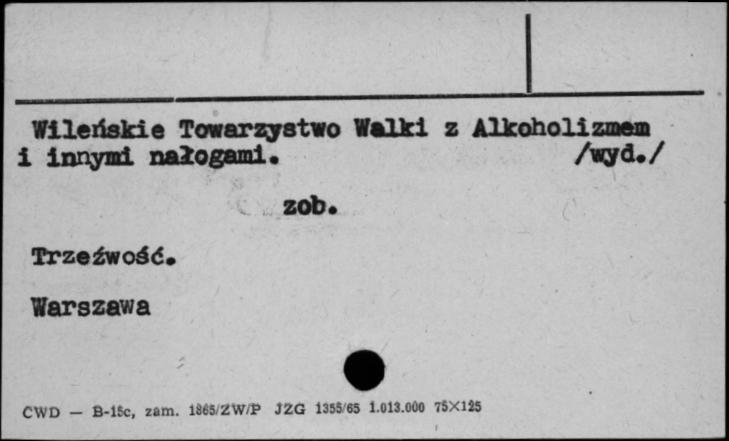 Wileńskie Towarzystwo Walki z Alkoholizmem
i innymi nałogami. /wyd./
zob.
Trzeźwość.
Warszawa
CWD — B-15c, zam. 1865/ZW/P JZG 1355/65 1.013.000 75×125